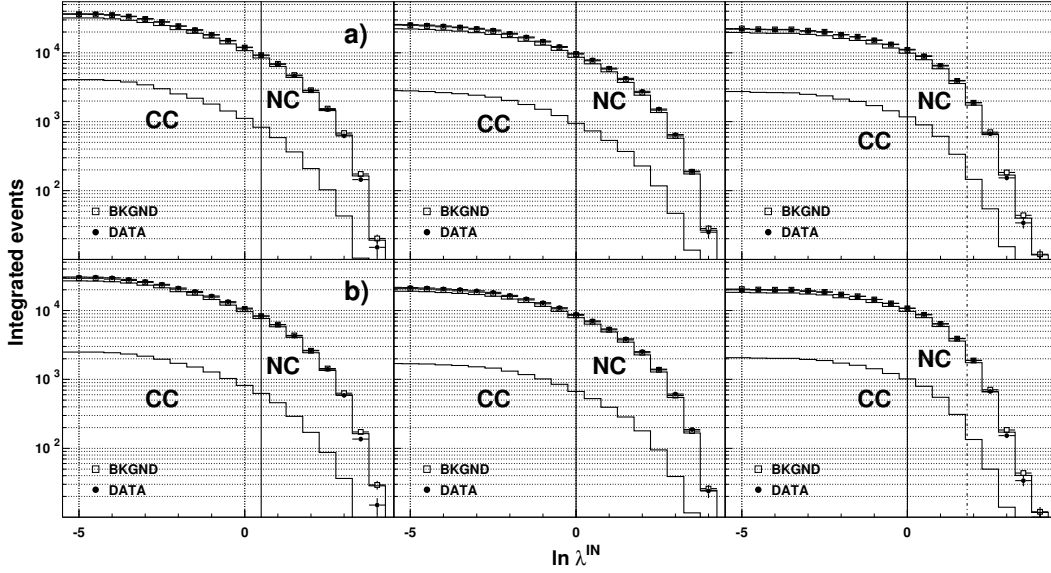 a)
10^4
NC
NC
NC
10^3
CC
CC
CC
10^2
BKGND
BKGND
BKGND
DATA
DATA
DATA
Integrated events
b)
10^4
NC
NC
NC
10^3
CC
CC
CC
10^2
BKGND
BKGND
BKGND
DATA
DATA
DATA
-5 0 -5 0 -5 0
ln λ^IN